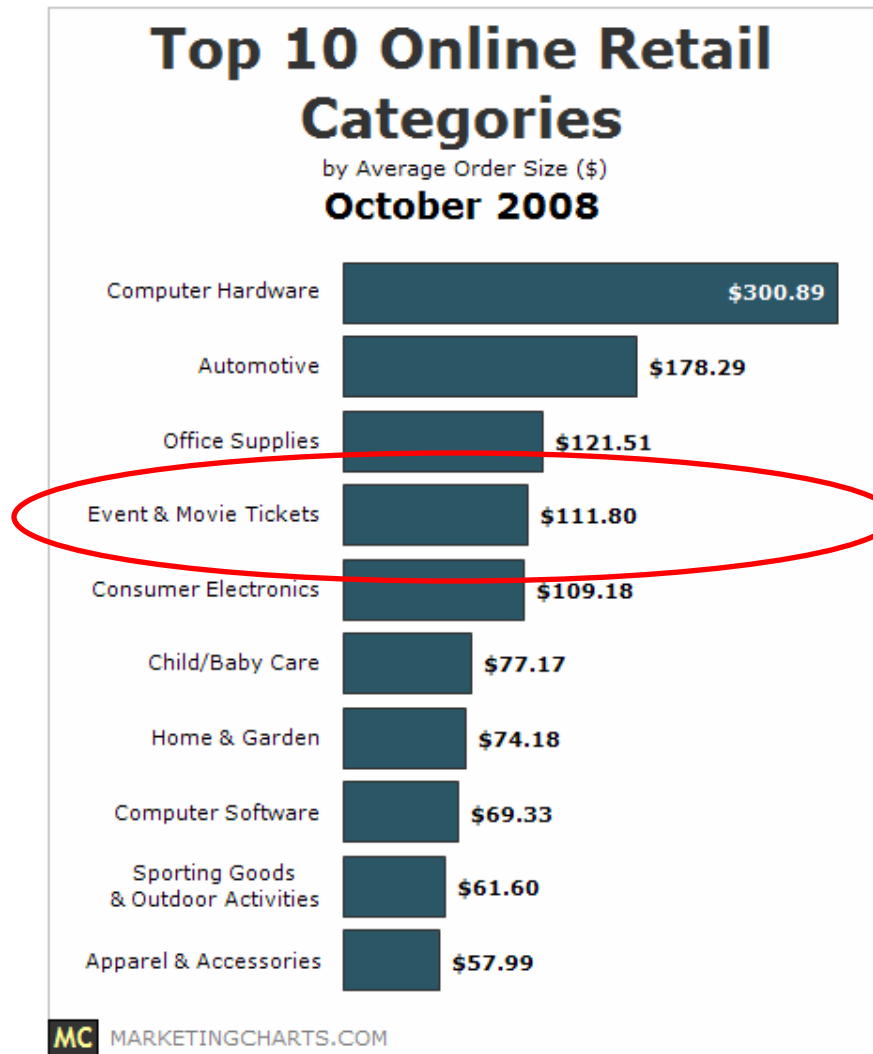 Top 10 Online Retail
Categories
by Average Order Size ($)
October 2008
Computer Hardware $300.89
Automotive $178.29
Office Supplies $121.51
Event & Movie Tickets $111.80
Consumer Electronics $109.18
Child/Baby Care $77.17
Home & Garden $74.18
Computer Software $69.33
Sporting Goods
& Outdoor Activities $61.60
Apparel & Accessories $57.99
MC MARKETINGCHARTS.COM